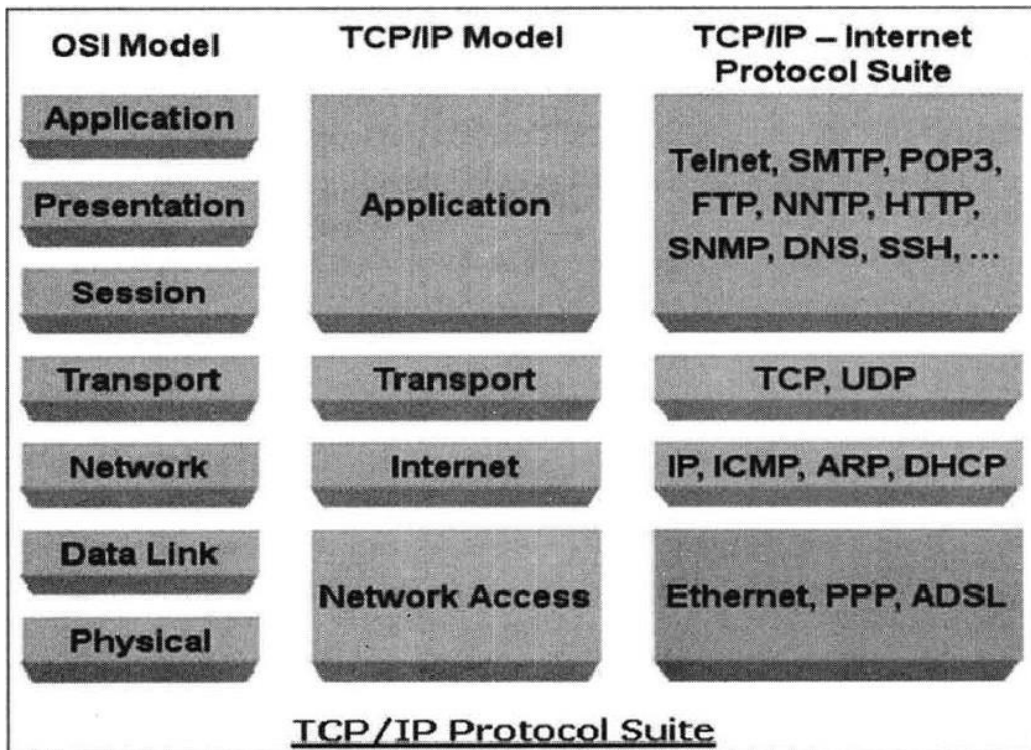 OSI Model
TCP/IP Model
TCP/IP – Internet
Protocol Suite
Application
Presentation
Session
Transport
Network
Data Link
Physical
Application
Transport
Internet
Network Access
Telnet, SMTP, POP3,
FTP, NNTP, HTTP,
SNMP, DNS, SSH, ...
TCP, UDP
IP, ICMP, ARP, DHCP
Ethernet, PPP, ADSL
TCP/IP Protocol Suite